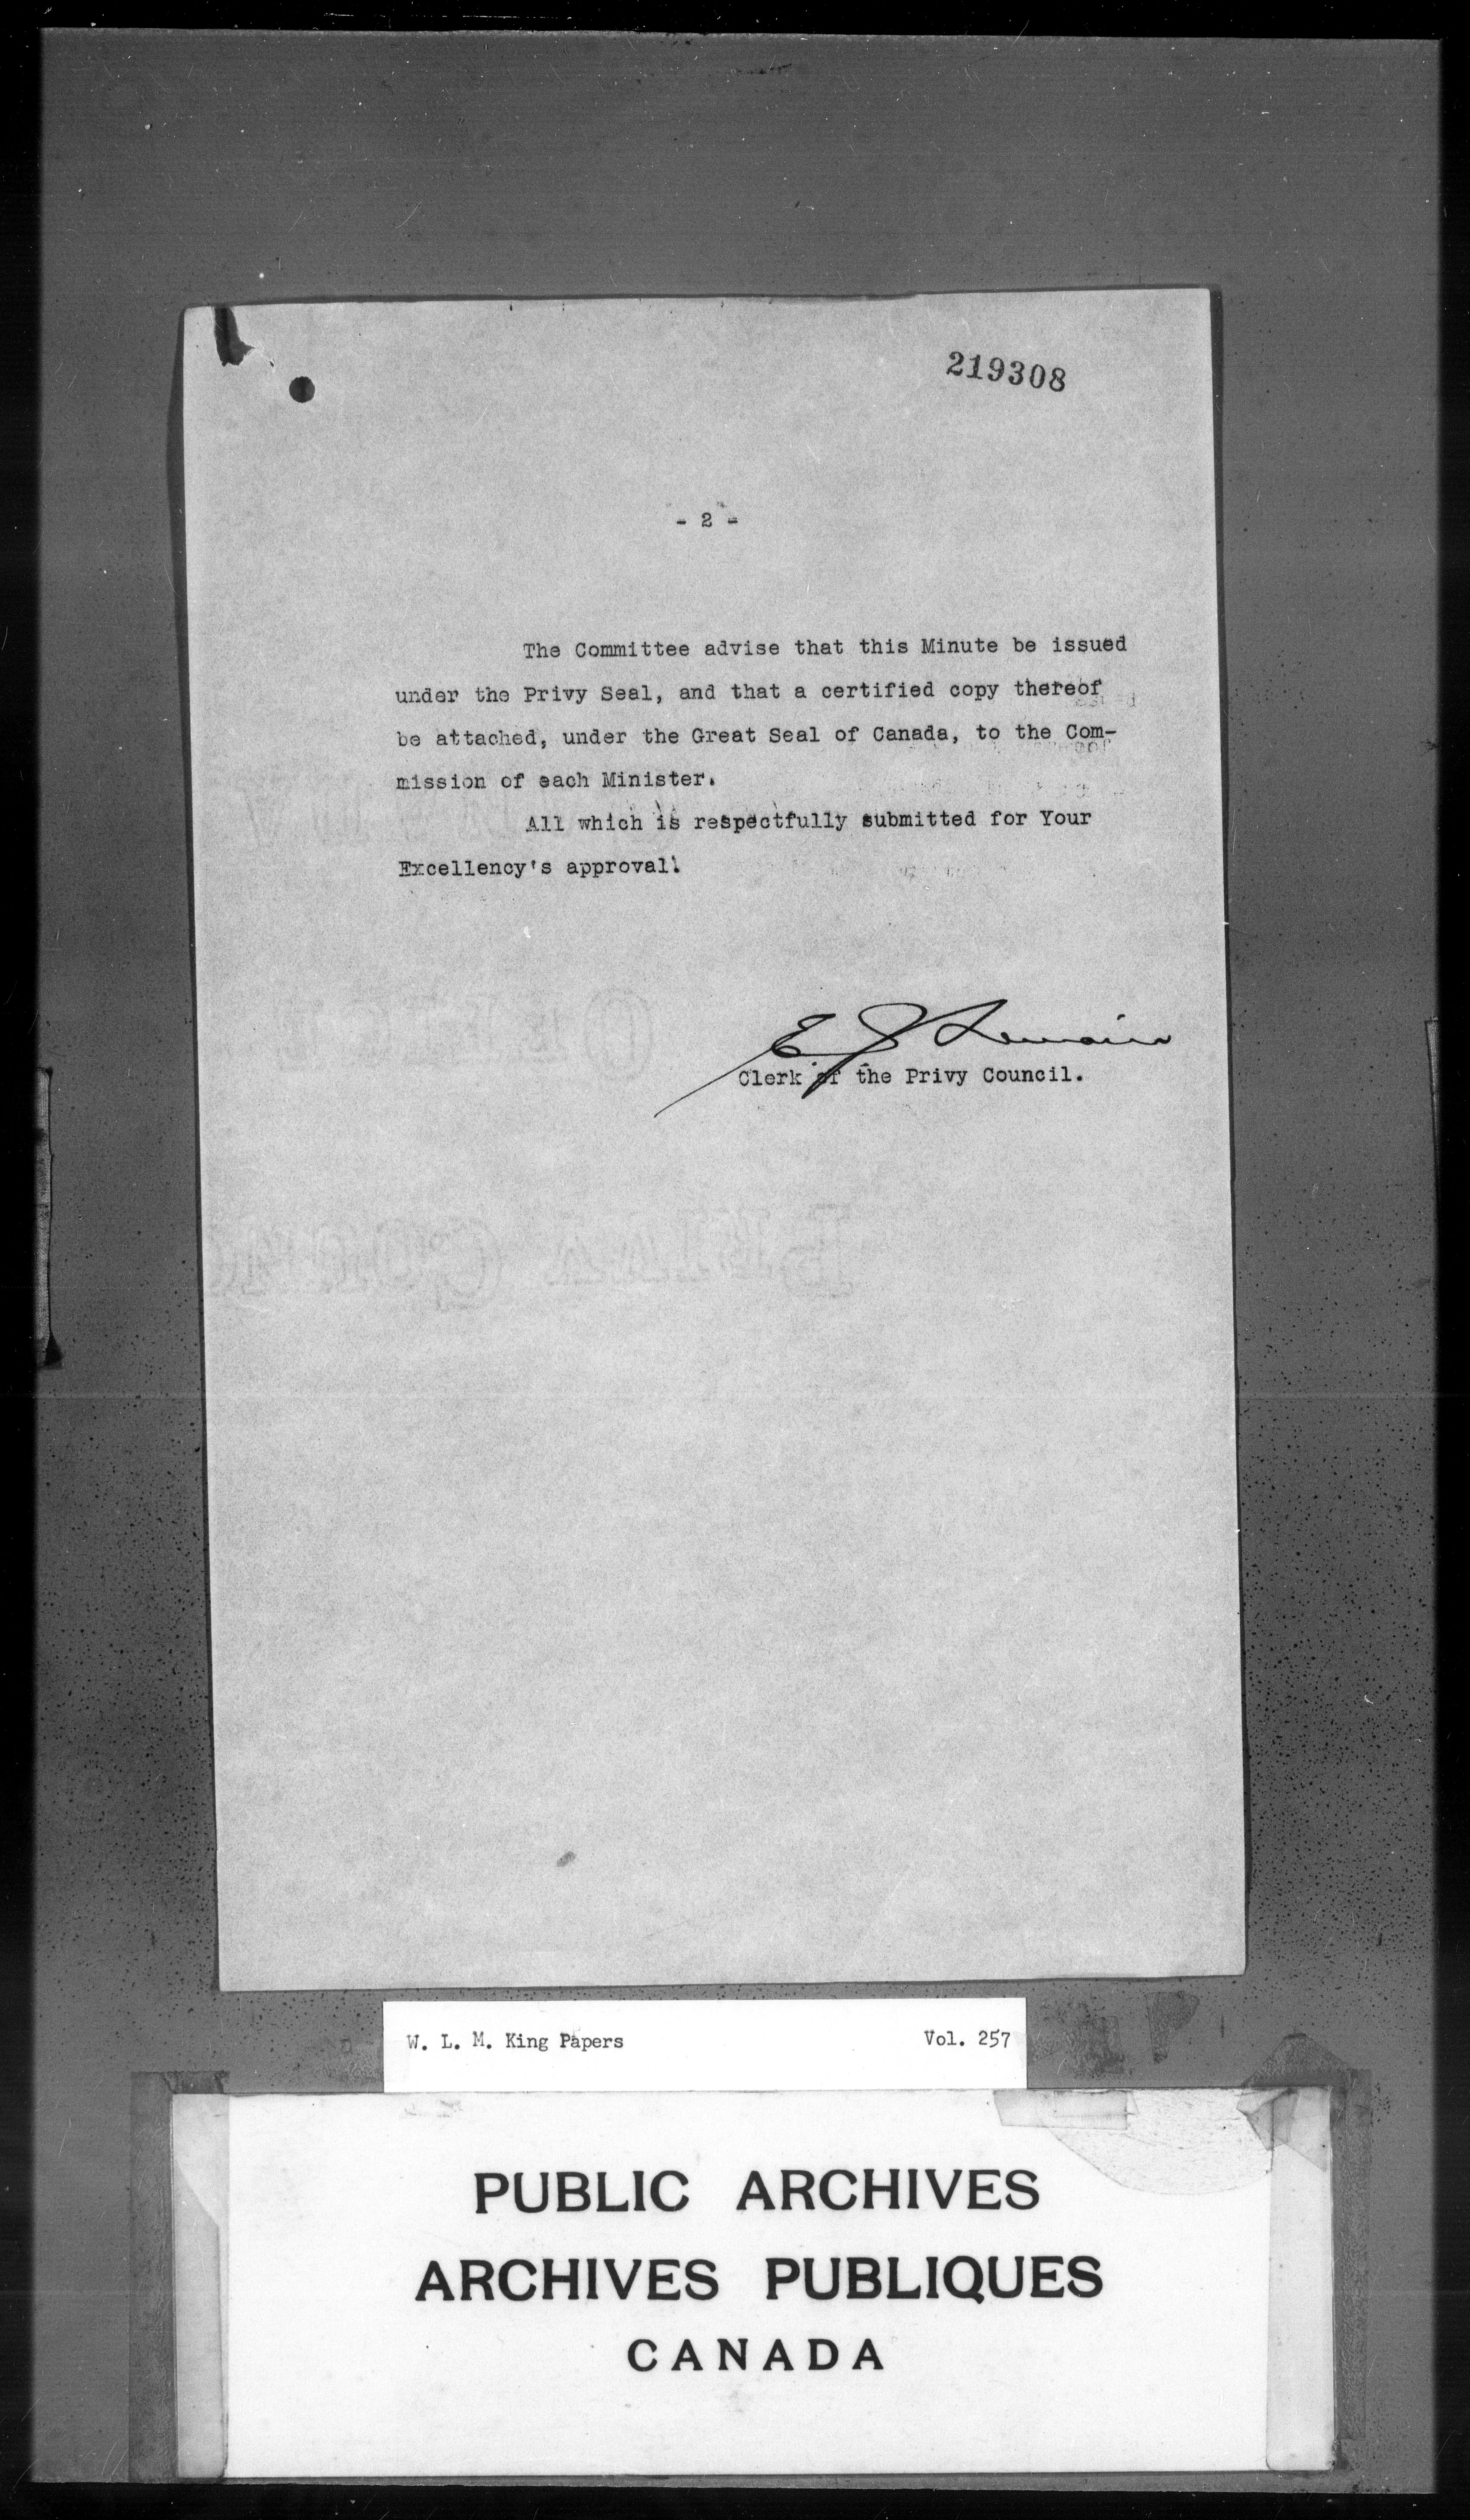 219308
- 2 -
The Committee advise that this Minute be issued
under the Privy Seal, and that a certified copy thereof
be attached, under the Great Seal of Canada, to the Com-
mission of each Minister.
All which is respectfully submitted for Your
Excellency's approval.
E J Lemaire
Clerk of the Privy Council.
W. L. M. King Papers Vol. 257
PUBLIC ARCHIVES
ARCHIVES PUBLIQUES
CANADA